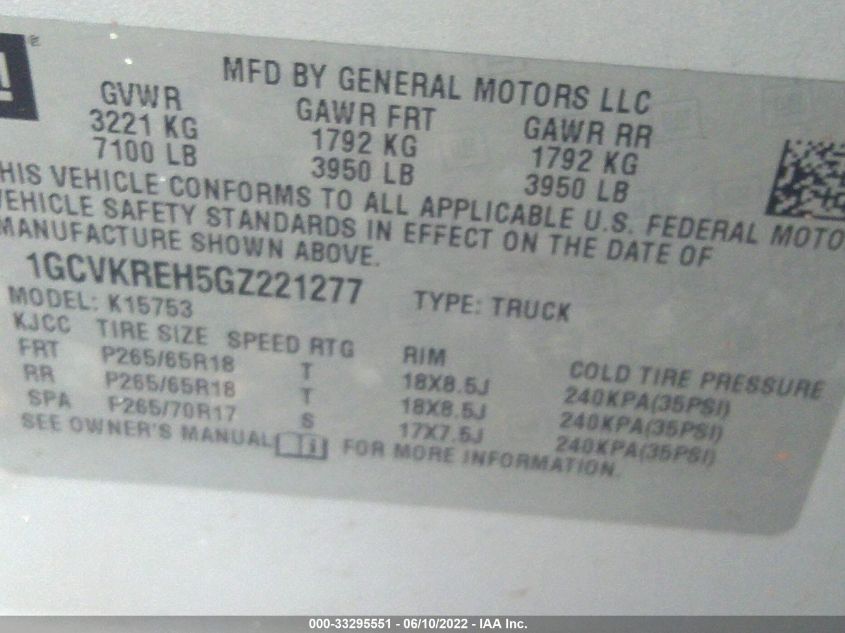 MFD BY GENERAL MOTORS LLC
GVWR GAWR FRT GAWR RR
3221 KG 1792 KG 1792 KG
7100 LB 3950 LB 3950 LB
HIS VEHICLE CONFORMS TO ALL APPLICABLE U.S. FEDERAL MOTO
VEHICLE SAFETY STANDARDS IN EFFECT ON THE DATE OF
MANUFACTURE SHOWN ABOVE.
1GCVKREH5GZ221277 TYPE: TRUCK
MODEL: K15753
KJCC TIRE SIZE SPEED RTG RIM COLD TIRE PRESSURE
FRT P265/65R18 T 18X8.5J 240KPA(35PSI)
RR P265/65R18 T 18X8.5J 240KPA(35PSI)
SPA P265/70R17 S 17X7.5J 240KPA(35PSI)
SEE OWNER'S MANUAL FOR MORE INFORMATION.
000-33295551 - 06/10/2022 - IAA Inc.